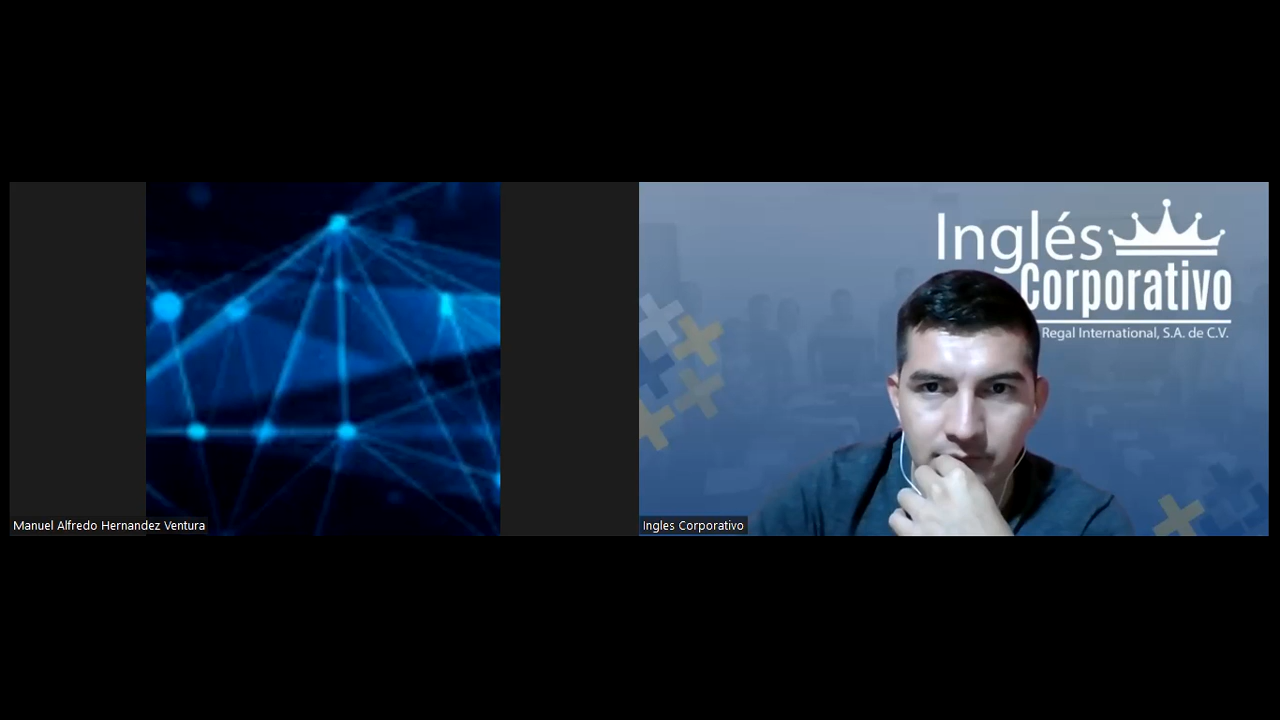 Inglés
Corporativo
Regal International, S.A. de C.V.
Manuel Alfredo Hernandez Ventura
Ingles Corporativo